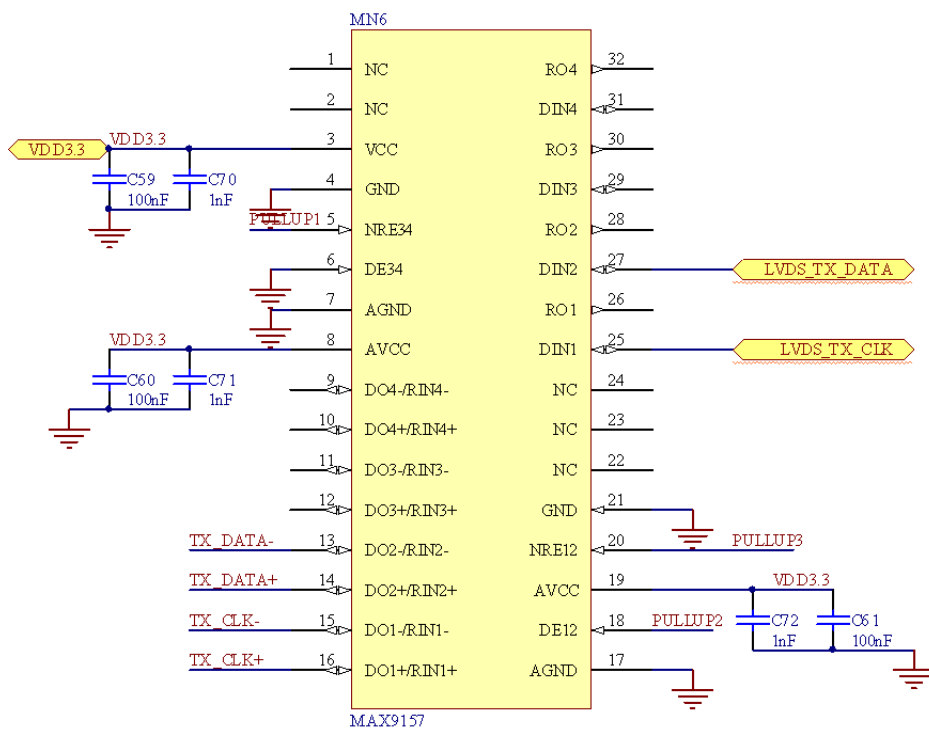 MN6
1 NC RO4 32
2 NC DIN4 31
VDD3.3 VDD3.3 3 VCC RO3 30
C59 C70 4 GND DIN3 29
100nF 1nF
PULLUP1 5 NRE34 RO2 28
6 DE34 DIN2 27 LVDS_TX_DATA
7 AGND RO1 26
VDD3.3 8 AVCC DIN1 25 LVDS_TX_CLK
C60 C71 9 DO4-/RIN4- NC 24
100nF 1nF
10 DO4+/RIN4+ NC 23
11 DO3-/RIN3- NC 22
12 DO3+/RIN3+ GND 21
TX_DATA- 13 DO2-/RIN2- NRE12 20 PULLUP3
TX_DATA+ 14 DO2+/RIN2+ AVCC 19 VDD3.3
TX_CLK- 15 DO1-/RIN1- DE12 18 PULLUP2 C72 C61
1nF 100nF
TX_CLK+ 16 DO1+/RIN1+ AGND 17
MAX9157